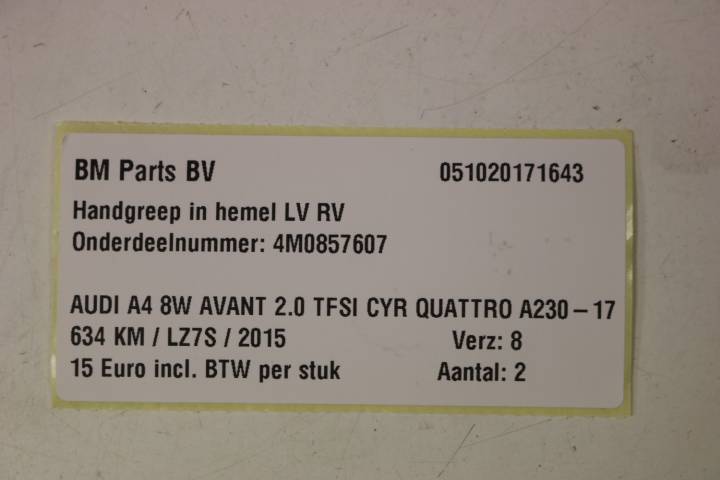 BM Parts BV 051020171643
Handgreep in hemel LV RV
Onderdeelnummer: 4M0857607
AUDI A4 8W AVANT 2.0 TFSI CYR QUATTRO A230-17
634 KM / LZ7S / 2015 Verz: 8
15 Euro incl. BTW per stuk Aantal: 2